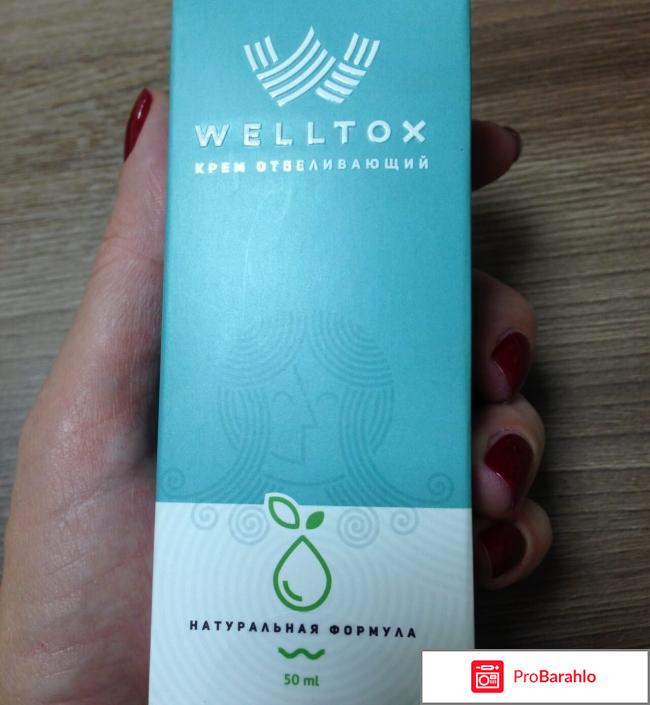 WELLTOX
КРЕМ ОТБЕЛИВАЮЩИЙ
НАТУРАЛЬНАЯ ФОРМУЛА
50 ml
ProBarahlo